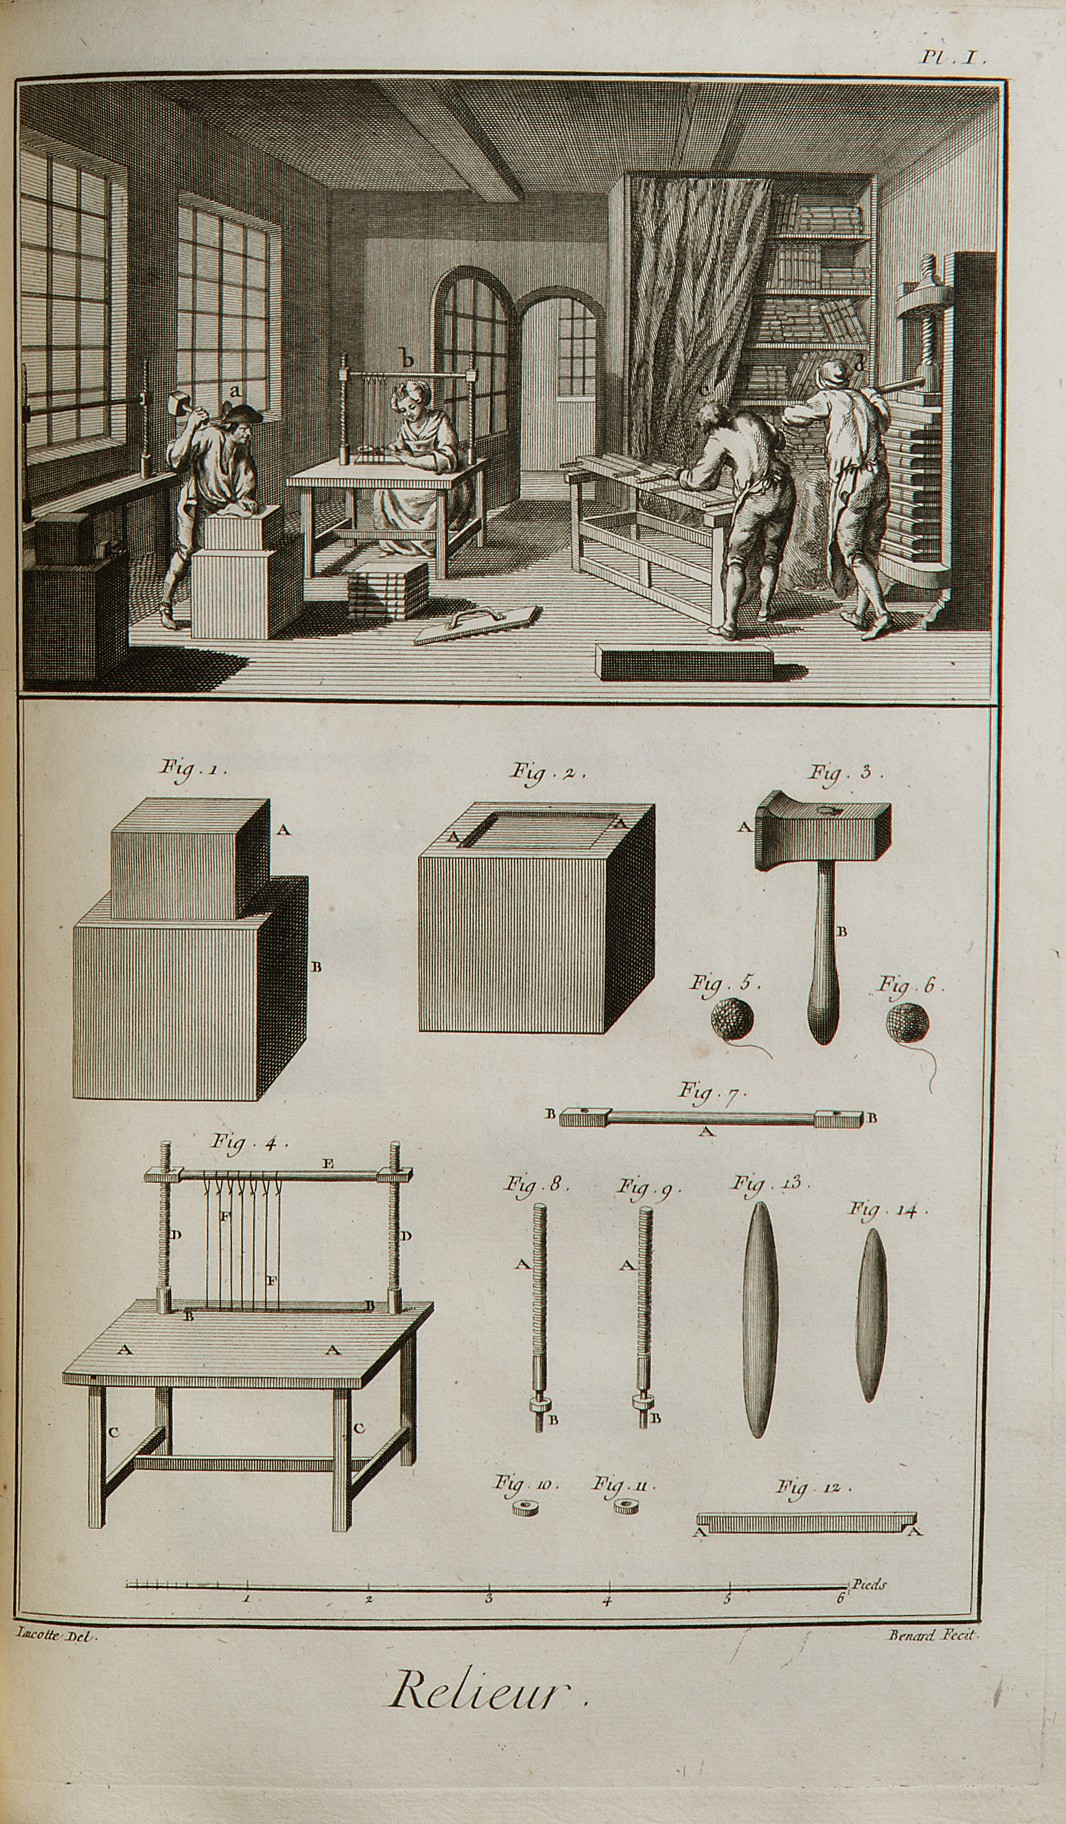 Pl. I.
a
b
c
d
Fig. 1.
Fig. 2.
Fig. 3.
A
B
A
A
A
B
Fig. 5.
Fig. 6.
Fig. 7.
B
A
B
Fig. 4.
E
F
D
D
F
B
B
A
A
C
C
Fig. 8.
Fig. 9.
Fig. 13.
Fig. 14.
A
A
B
B
Fig. 10.
Fig. 11.
Fig. 12.
A
A
1 2 3 4 5 6 Pieds
Lucotte Del.
Benard Fecit.
Relieur.